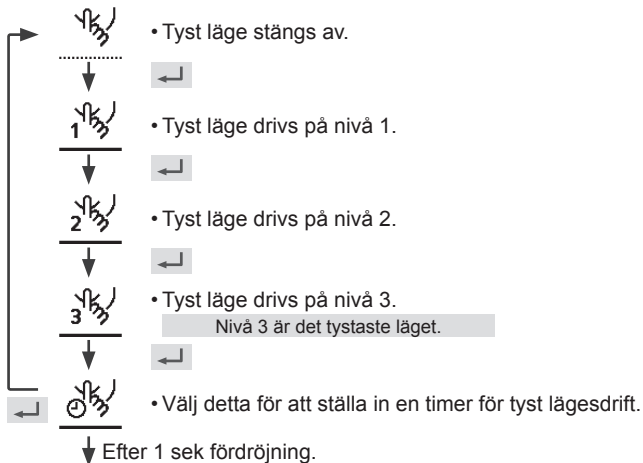 • Tyst läge stängs av.
1
• Tyst läge drivs på nivå 1.
2
• Tyst läge drivs på nivå 2.
3
• Tyst läge drivs på nivå 3.
Nivå 3 är det tystaste läget.
• Välj detta för att ställa in en timer för tyst lägesdrift.
Efter 1 sek fördröjning.